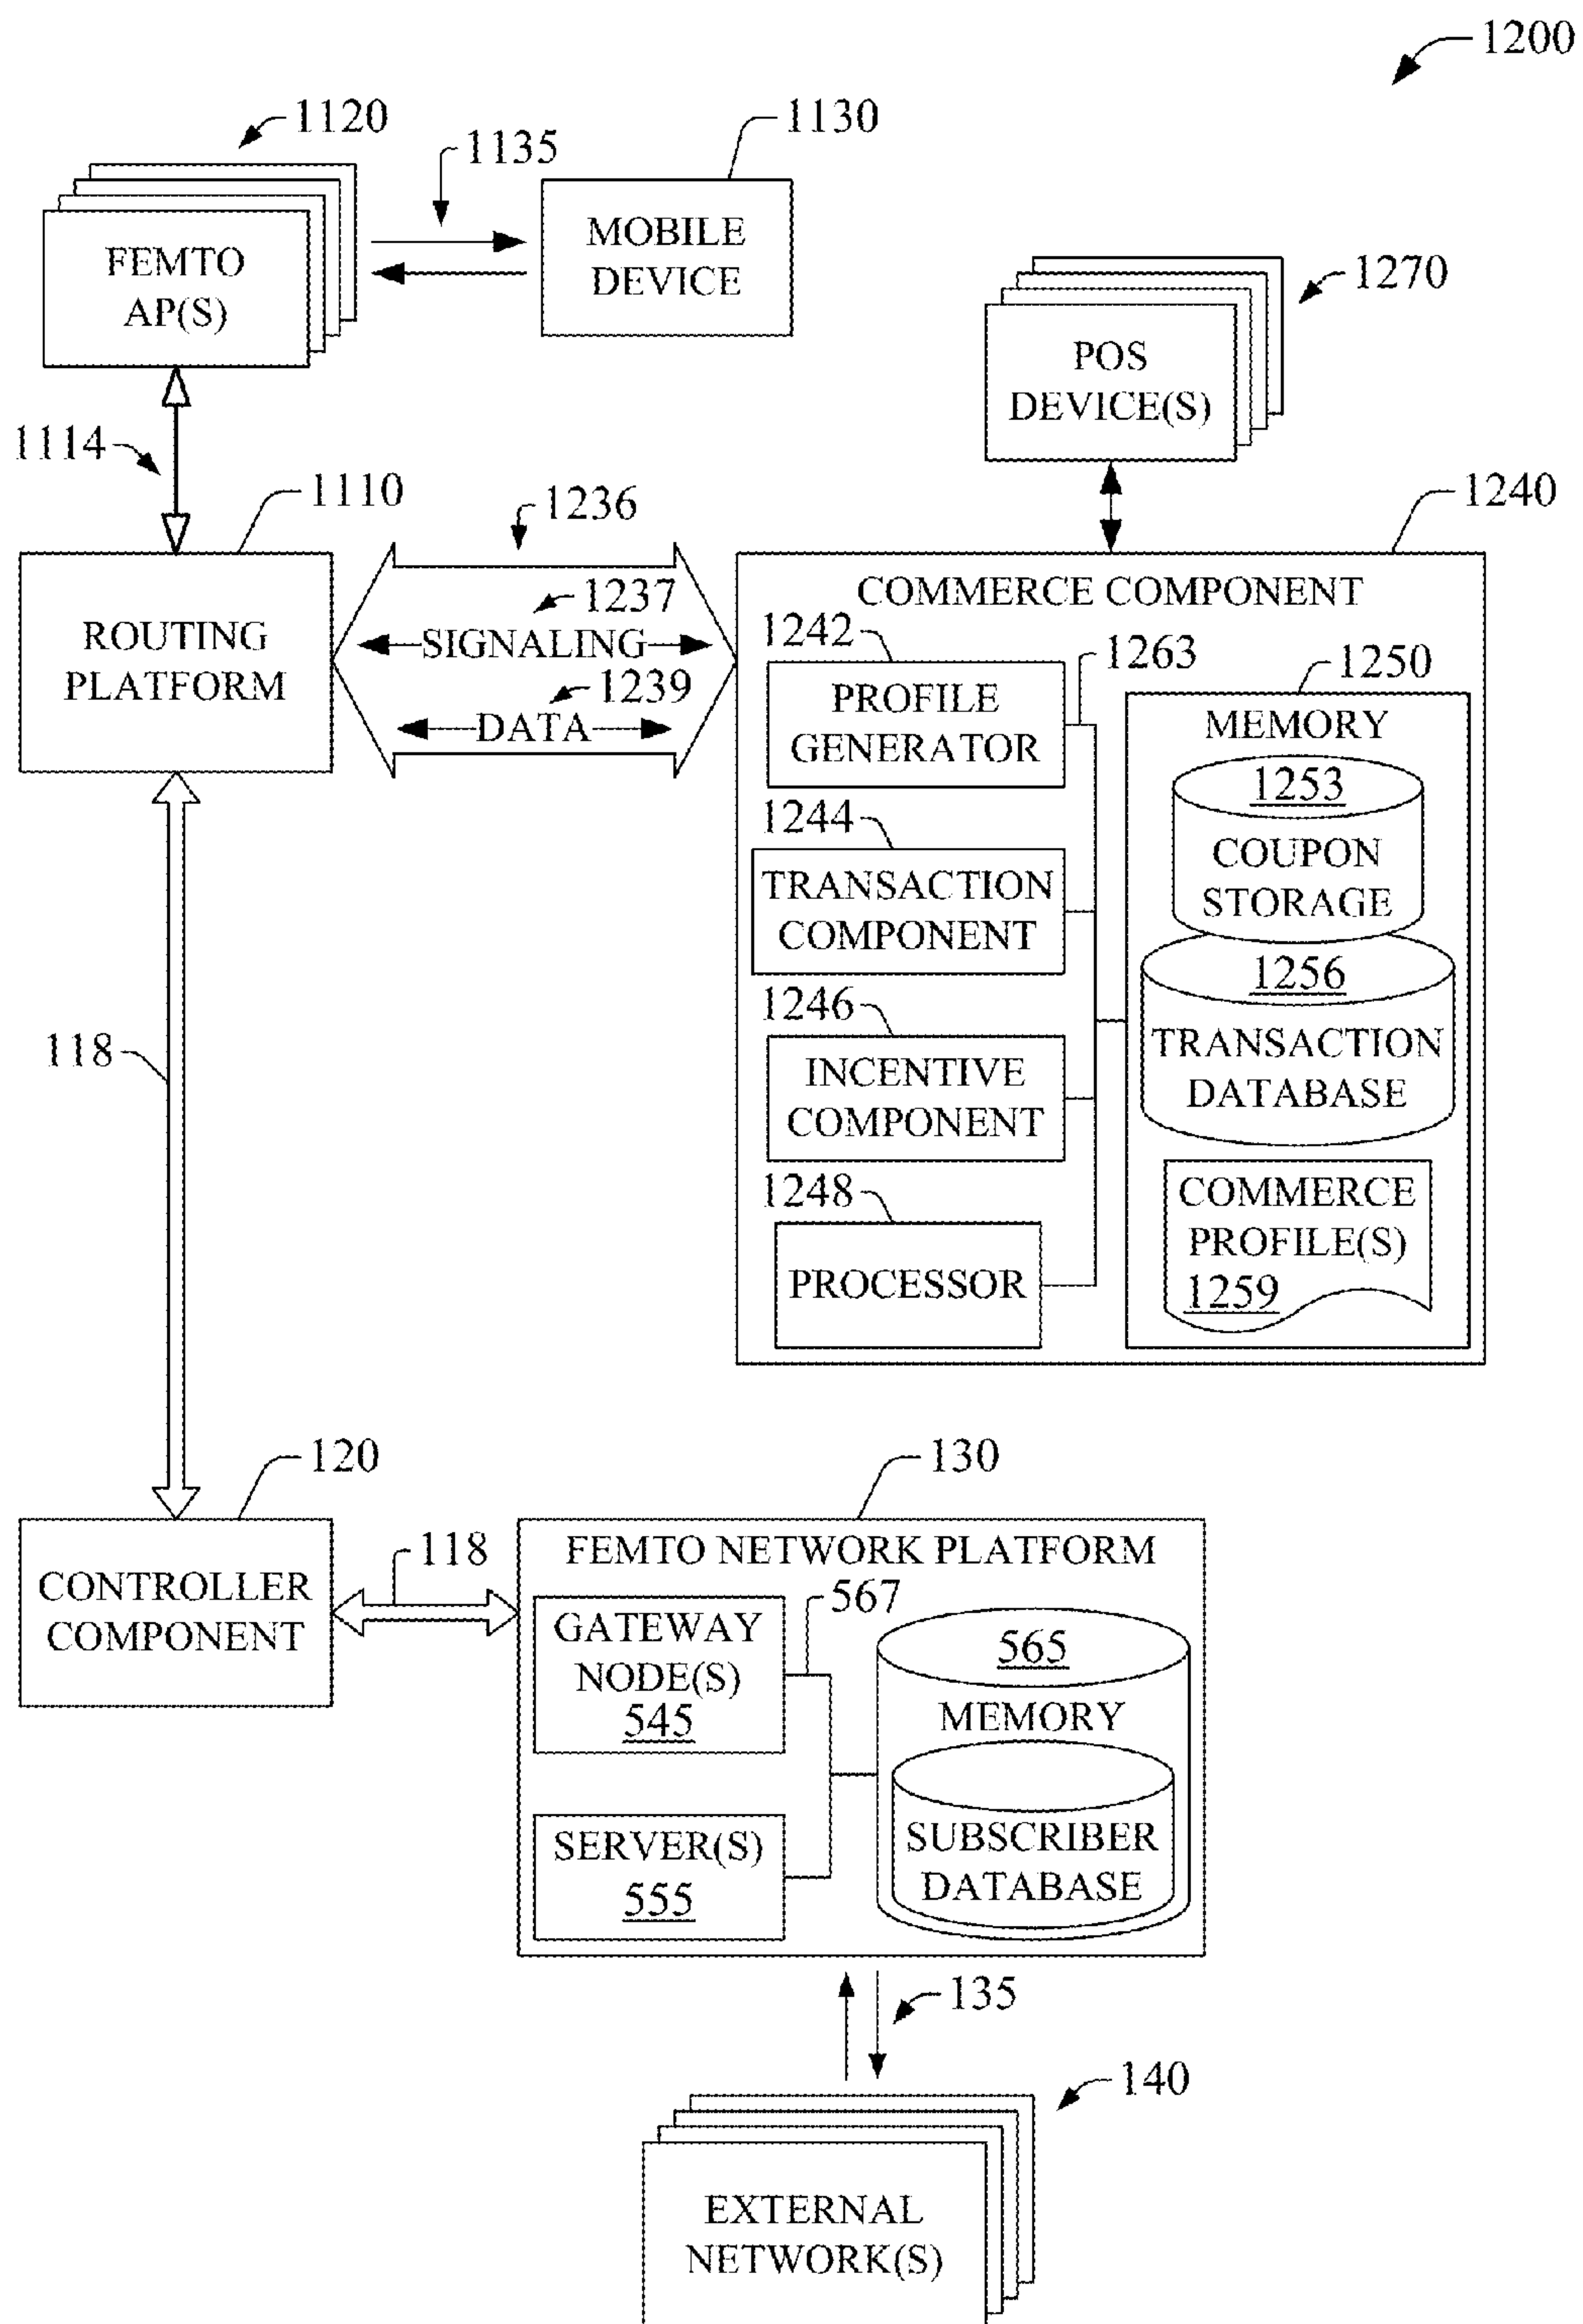 1200
1120
1135
1130
FEMTO
AP(S)
MOBILE
DEVICE
1270
POS
DEVICE(S)
1114
1110
1236
1240
ROUTING
PLATFORM
1237
SIGNALING
1239
DATA
COMMERCE COMPONENT
1242
1263
1250
PROFILE
GENERATOR
MEMORY
1253
COUPON
STORAGE
1244
TRANSACTION
COMPONENT
1256
TRANSACTION
DATABASE
1246
INCENTIVE
COMPONENT
COMMERCE
PROFILE(S)
1259
1248
PROCESSOR
118
120
130
CONTROLLER
COMPONENT
118
FEMTO NETWORK PLATFORM
567
GATEWAY
NODE(S)
545
565
MEMORY
SERVER(S)
555
SUBSCRIBER
DATABASE
135
140
EXTERNAL
NETWORK(S)